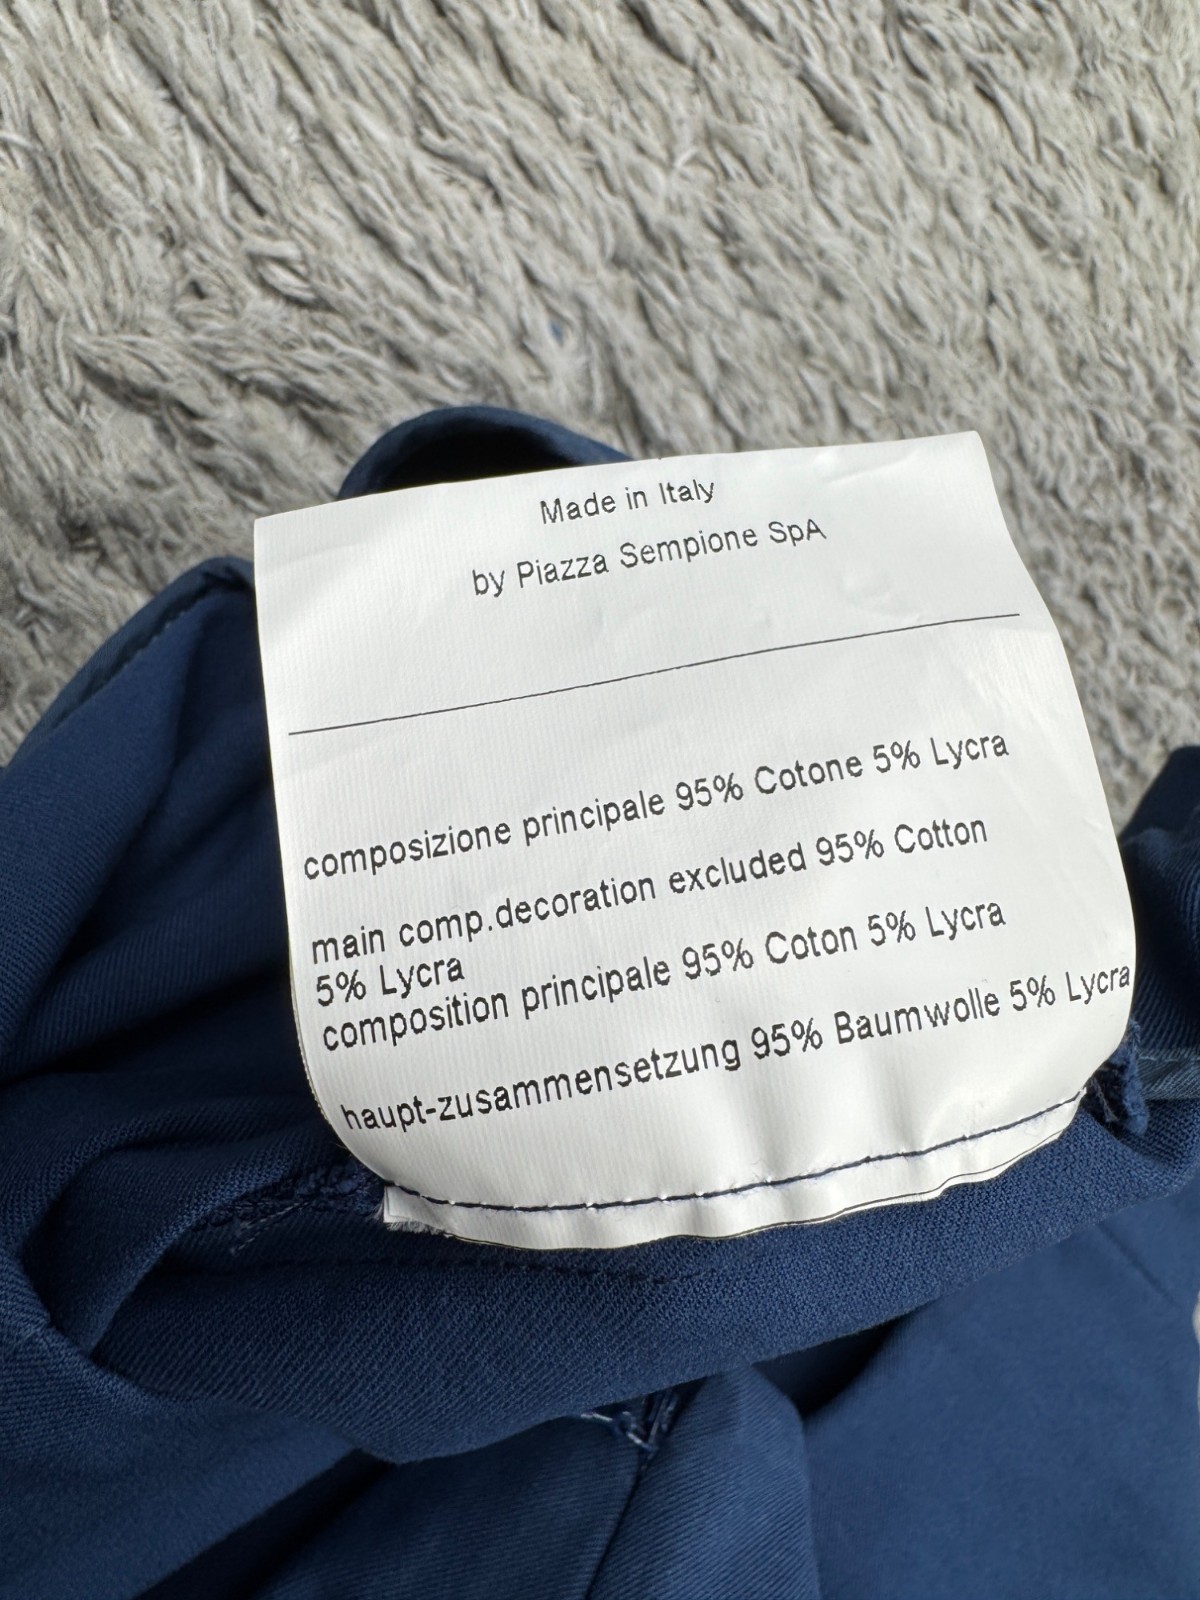 Made in Italy
by Piazza Sempione SpA
composizione principale 95% Cotone 5% Lycra
main comp.decoration excluded 95% Cotton
5% Lycra
composition principale 95% Coton 5% Lycra
haupt-zusammensetzung 95% Baumwolle 5% Lycra